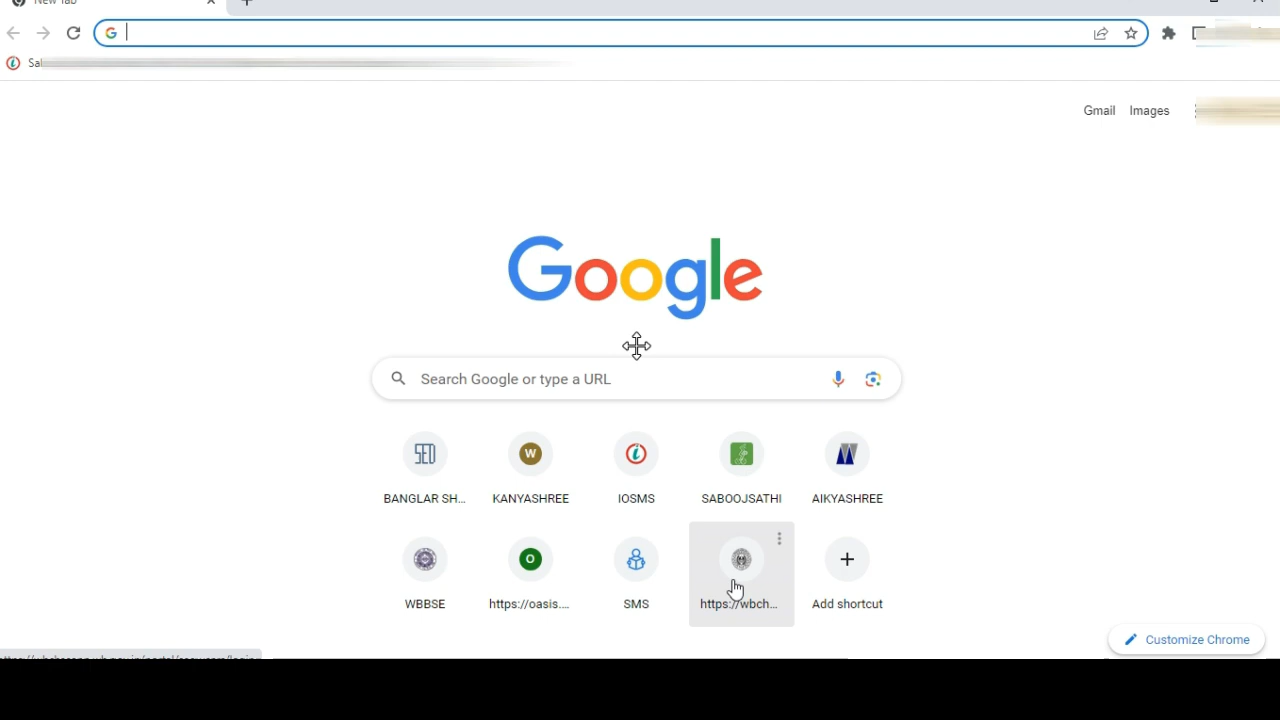 New Tab
Gmail Images
Google
Search Google or type a URL
BANGLAR SH... KANYASHREE IOSMS SABOOJSATHI AIKYASHREE
W
O
WBBSE https://oasis.... SMS https://wbch... Add shortcut
Customize Chrome